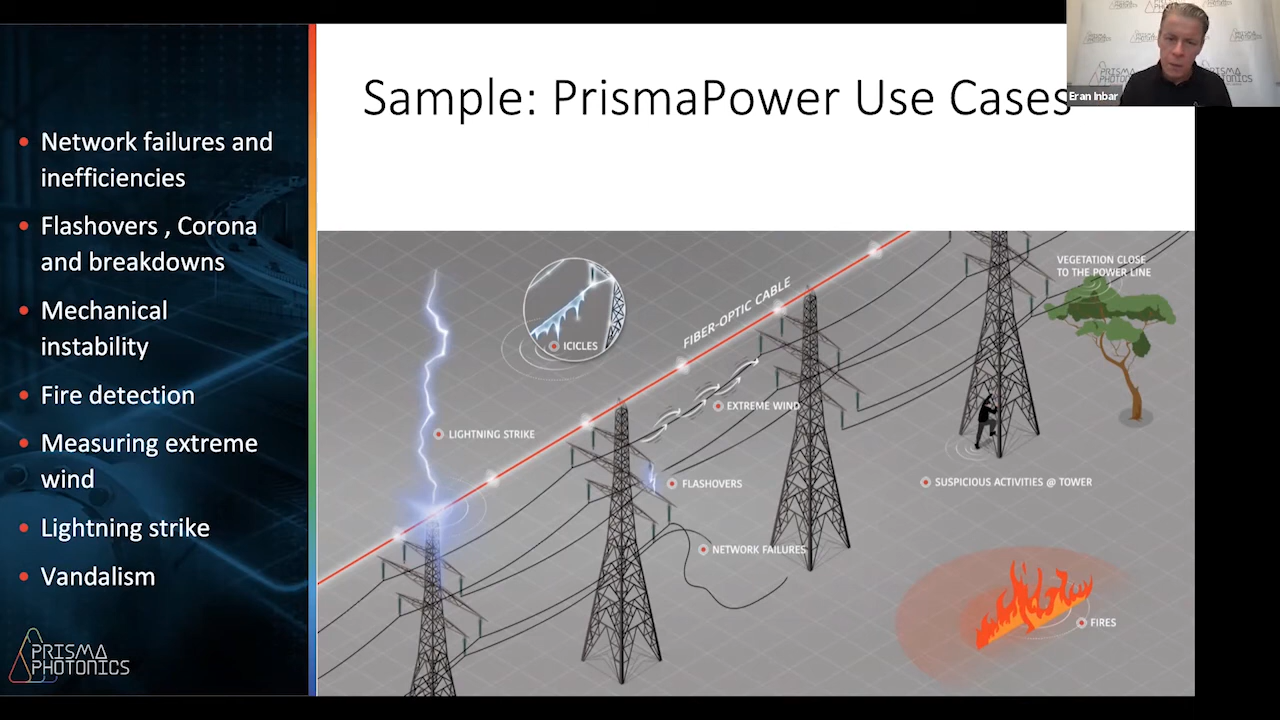 Sample: PrismaPower Use Cases
Eran Inbar
PRISMA
PHOTONICS
• Network failures and
inefficiencies
• Flashovers , Corona
and breakdowns
• Mechanical
instability
• Fire detection
• Measuring extreme
wind
• Lightning strike
• Vandalism
PRISMA
PHOTONICS
VEGETATION CLOSE
TO THE POWER LINE
FIBER-OPTIC CABLE
ICICLES
EXTREME WIND
LIGHTNING STRIKE
FLASHOVERS
SUSPICIOUS ACTIVITIES @ TOWER
NETWORK FAILURES
FIRES